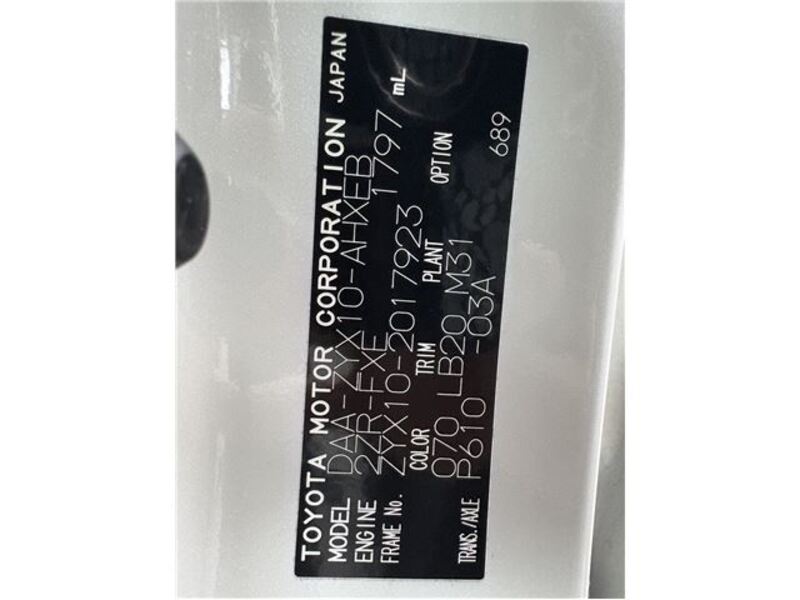 TOYOTA MOTOR CORPORATION JAPAN
MODEL DAA-ZYX10-AHXEB
ENGINE 2ZR-FXE 1797 mL
FRAME No. ZYX10-2017923
COLOR TRIM PLANT OPTION
070 LB20 M31
TRANS./AXLE P610 -03A 689